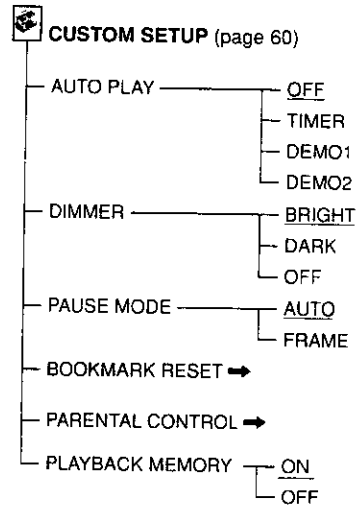 CUSTOM SETUP (page 60)
AUTO PLAY OFF
TIMER
DEMO1
DEMO2
DIMMER BRIGHT
DARK
OFF
PAUSE MODE AUTO
FRAME
BOOKMARK RESET ➡
PARENTAL CONTROL ➡
PLAYBACK MEMORY ON
OFF